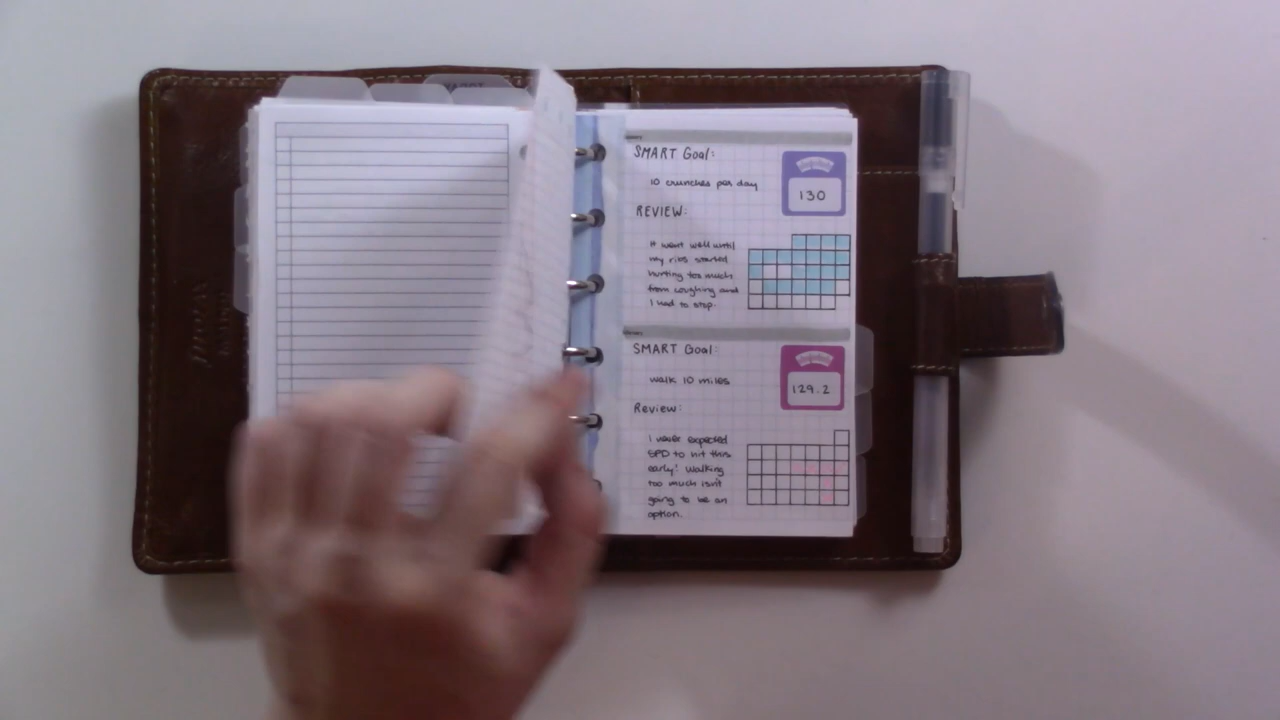 SMART Goal:
10 crunches per day
130
REVIEW:
It went well until
my ribs started
hurting too much
from coughing and
I had to stop.
SMART Goal:
walk 10 miles
129.2
Review:
I never expected
SPD to hit this
early! Walking
too much isn't
going to be an
option.